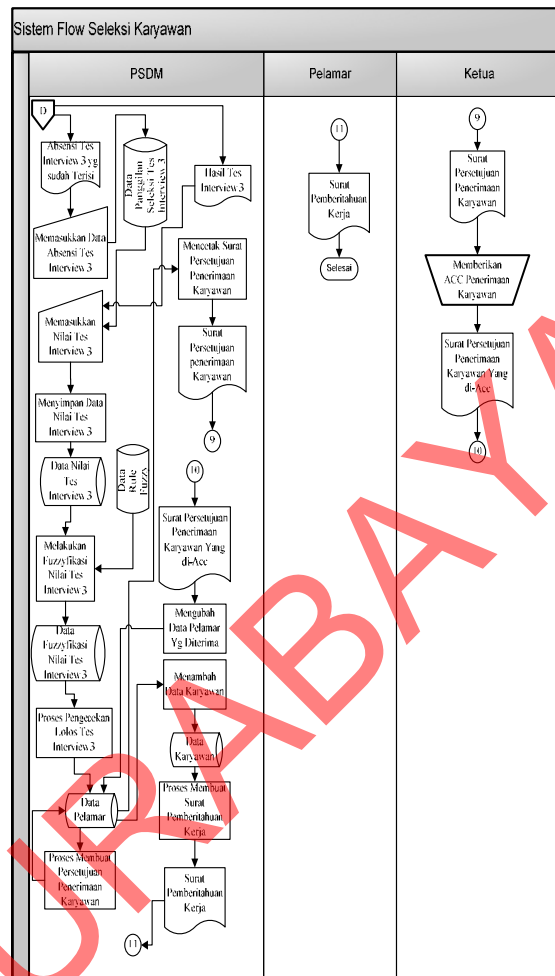 Sistem Flow Seleksi Karyawan
PSDM
Pelamar
Ketua
D
Absensi Tes
Interview 3 yg
sudah Terisi
Data
Panggilan
Seleksi Tes
Interview 3
Hasil Tes
Interview 3
Memasukkan Data
Absensi Tes
Interview 3
Mencetak Surat
Persetujuan
Penerimaan
Karyawan
Memasukkan
Nilai Tes
Interview 3
Surat
Persetujuan
penerimaan
Karyawan
Menyimpan Data
Nilai Tes
Interview 3
9
Data Nilai
Tes
Interview 3
Data
Rule
Fuzzy
10
Melakukan
Fuzzyfikasi
Nilai Tes
Interview 3
Surat Persetujuan
Penerimaan
Karyawan Yang
di-Acc
Data
Fuzzyfikasi
Nilai Tes
Interview 3
Mengubah
Data Pelamar
Yg Diterima
Menambah
Data Karyawan
Proses Pengecekan
Lolos Tes
Interview 3
Data
Karyawan
Data
Pelamar
Proses Membuat
Surat
Pemberitahuan
Kerja
Proses Membuat
Persetujuan
Penerimaan
Karyawan
Surat
Pemberitahuan
Kerja
11
11
Surat
Pemberitahuan
Kerja
Selesai
9
Surat
Persetujuan
Penerimaan
Karyawan
Memberikan
ACC Penerimaan
Karyawan
Surat Persetujuan
Penerimaan
Karyawan Yang
di-Acc
10
URABAYA